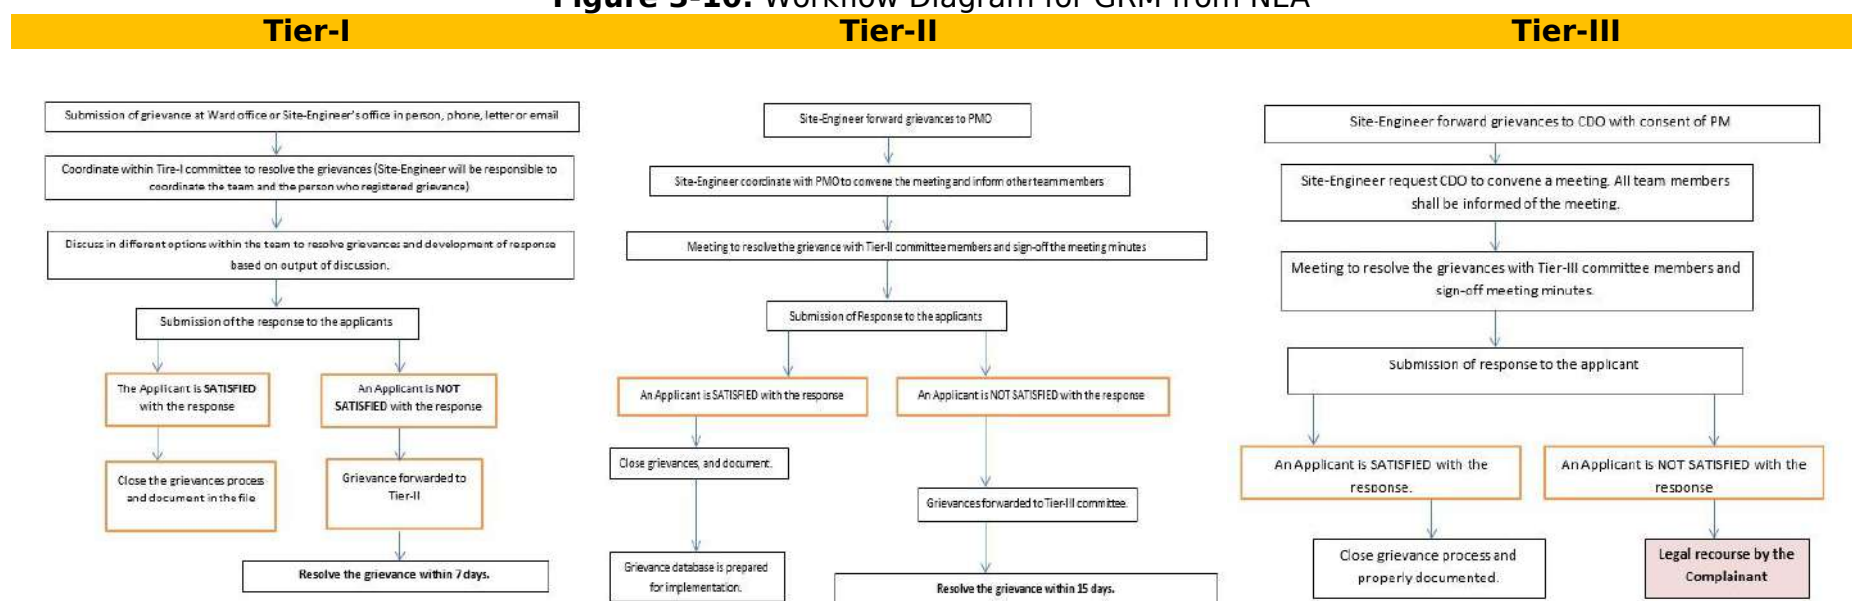 Figure 3-10. Workflow Diagram for GRM from NEA
Tier-I
Tier-II
Tier-III
Submission of grievance at Ward office or Site-Engineer's office in person, phone, letter or email
Coordinate within Tire-I committee to resolve the grievances (Site-Engineer will be responsible to
coordinate the team and the person who registered grievance)
Discuss in different options within the team to resolve grievances and development of response
based on output of discussion.
Submission of the response to the applicants
The Applicant is SATISFIED
with the response
An Applicant is NOT
SATISFIED with the response
Close the grievances process
and document in the file
Grievance forwarded to
Tier-II
Resolve the grievance within 7 days.
Site-Engineer forward grievances to PMO
Site-Engineer coordinate with PMO to convene the meeting and inform other team members
Meeting to resolve the grievance with Tier-II committee members and sign-off the meeting minutes
Submission of Response to the applicants
An Applicant is SATISFIED with the response
An Applicant is NOT SATISFIED with the response
Close grievances, and document.
Grievances forwarded to Tier-III committee.
Grievance database is prepared
for implementation.
Resolve the grievance within 15 days.
Site-Engineer forward grievances to CDO with consent of PM
Site-Engineer request CDO to convene a meeting. All team members
shall be informed of the meeting.
Meeting to resolve the grievances with Tier-III committee members and
sign-off meeting minutes.
Submission of response to the applicant
An Applicant is SATISFIED with the
response.
An Applicant is NOT SATISFIED with the
response
Close grievance process and
properly documented.
Legal recourse by the
Complainant